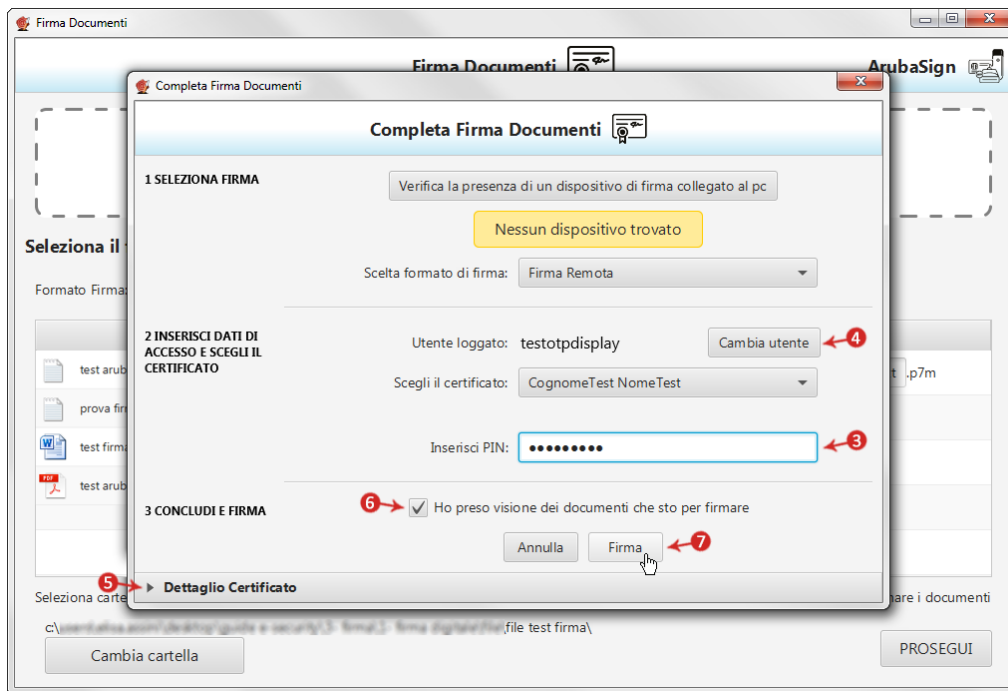 Firma Documenti
Firma Documenti
ArubaSign
Completa Firma Documenti
Completa Firma Documenti
1 SELEZIONA FIRMA
Verifica la presenza di un dispositivo di firma collegato al pc
Nessun dispositivo trovato
Seleziona il
Scelta formato di firma: Firma Remota
Formato Firma:
2 INSERISCI DATI DI
ACCESSO E SCEGLI IL
CERTIFICATO
Utente loggato: testotpdisplay Cambia utente 4
Scegli il certificato: CognomeTest NomeTest
test arub
t .p7m
prova fir
Inserisci PIN: ••••••••• 3
test firm
PDF
test arub
3 CONCLUDI E FIRMA
6 Ho preso visione dei documenti che sto per firmare
Annulla Firma 7
5 Dettaglio Certificato
Seleziona carte
nare i documenti
c:\ \file test firma\
Cambia cartella
PROSEGUI